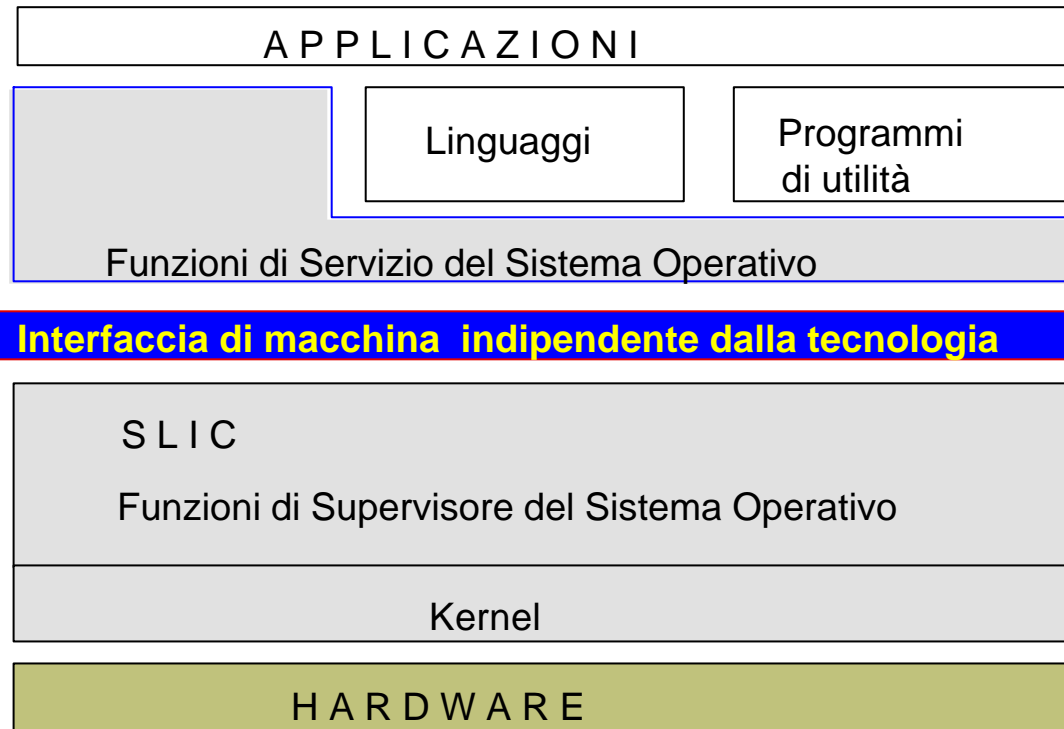 A P P L I C A Z I O N I
Linguaggi
Programmi
di utilità
Funzioni di Servizio del Sistema Operativo
Interfaccia di macchina indipendente dalla tecnologia
S L I C
Funzioni di Supervisore del Sistema Operativo
Kernel
H A R D W A R E